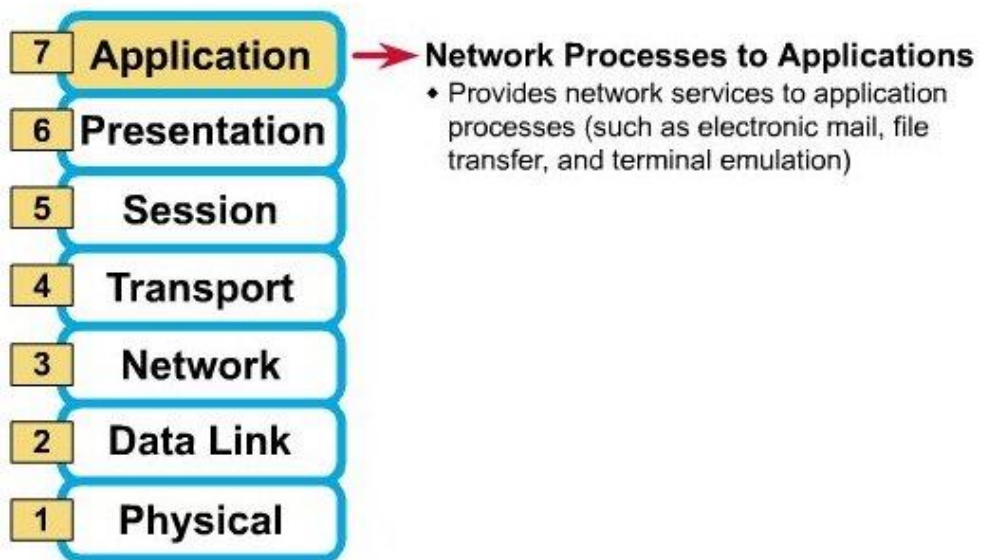 7 Application
Network Processes to Applications
◆ Provides network services to application
processes (such as electronic mail, file
transfer, and terminal emulation)
6 Presentation
5 Session
4 Transport
3 Network
2 Data Link
1 Physical